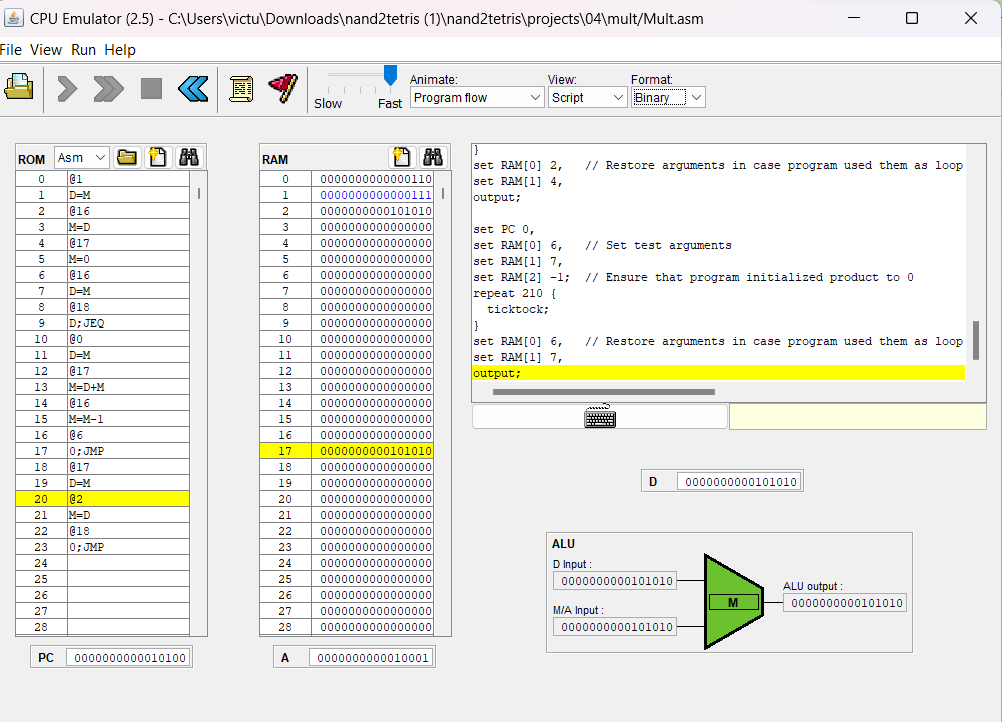 CPU Emulator (2.5) - C:\Users\victu\Downloads\nand2tetris (1)\nand2tetris\projects\04\mult/Mult.asm
File View Run Help
Slow Fast
Animate: Program flow
View: Script
Format: Binary
ROM Asm
0 @1
1 D=M
2 @16
3 M=D
4 @17
5 M=0
6 @16
7 D=M
8 @18
9 D;JEQ
10 @0
11 D=M
12 @17
13 M=D+M
14 @16
15 M=M-1
16 @6
17 0;JMP
18 @17
19 D=M
20 @2
21 M=D
22 @18
23 0;JMP
24
25
26
27
28
PC 0000000000010100
RAM
0 0000000000000110
1 0000000000000111
2 0000000000101010
3 0000000000000000
4 0000000000000000
5 0000000000000000
6 0000000000000000
7 0000000000000000
8 0000000000000000
9 0000000000000000
10 0000000000000000
11 0000000000000000
12 0000000000000000
13 0000000000000000
14 0000000000000000
15 0000000000000000
16 0000000000000000
17 0000000000101010
18 0000000000000000
19 0000000000000000
20 0000000000000000
21 0000000000000000
22 0000000000000000
23 0000000000000000
24 0000000000000000
25 0000000000000000
26 0000000000000000
27 0000000000000000
28 0000000000000000
A 0000000000010001
}
set RAM[0] 2, // Restore arguments in case program used them as loop
set RAM[1] 4,
output;
set PC 0,
set RAM[0] 6, // Set test arguments
set RAM[1] 7,
set RAM[2] -1; // Ensure that program initialized product to 0
repeat 210 {
ticktock;
}
set RAM[0] 6, // Restore arguments in case program used them as loop
set RAM[1] 7,
output;
D 0000000000101010
ALU
D Input :
0000000000101010
M/A Input :
0000000000101010
M
ALU output :
0000000000101010